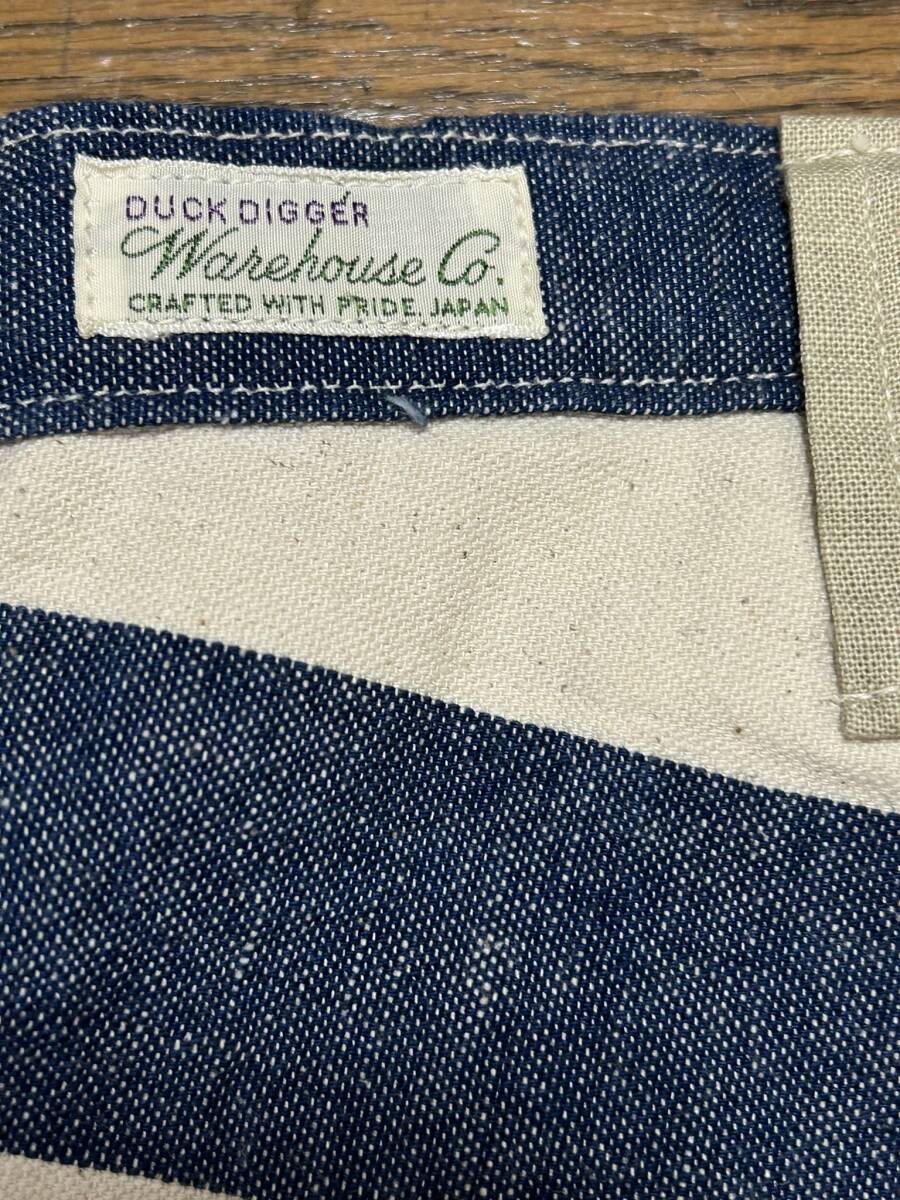 DUCK DIGGER
Warehouse Co.
CRAFTED WITH PRIDE JAPAN